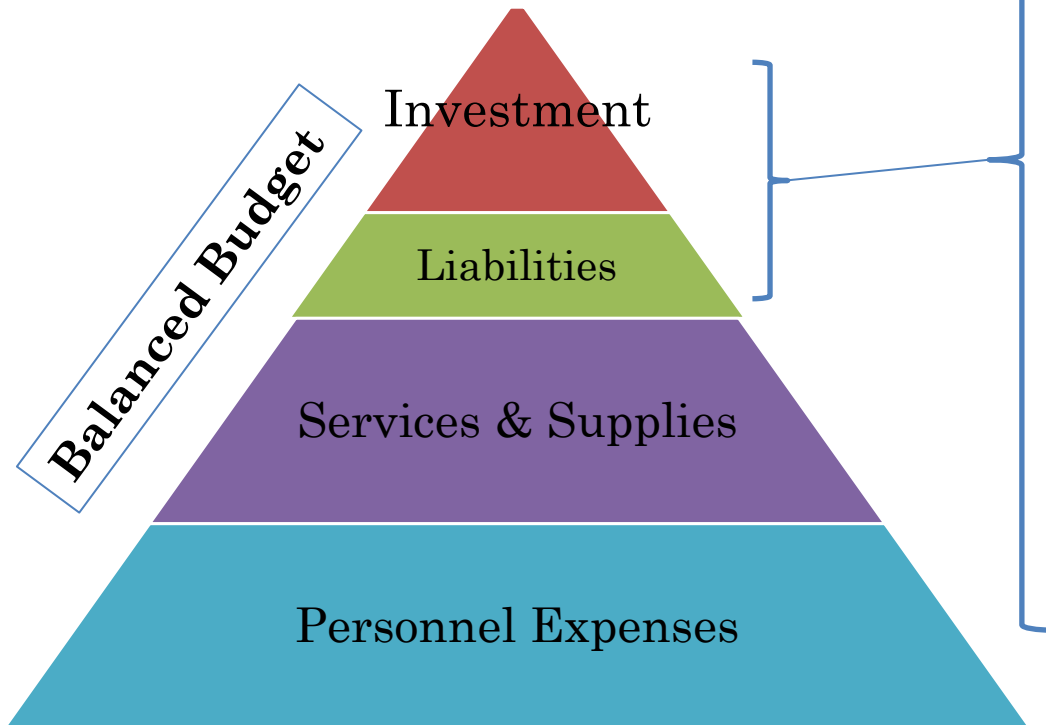 Balanced Budget
Investment
Liabilities
Services & Supplies
Personnel Expenses